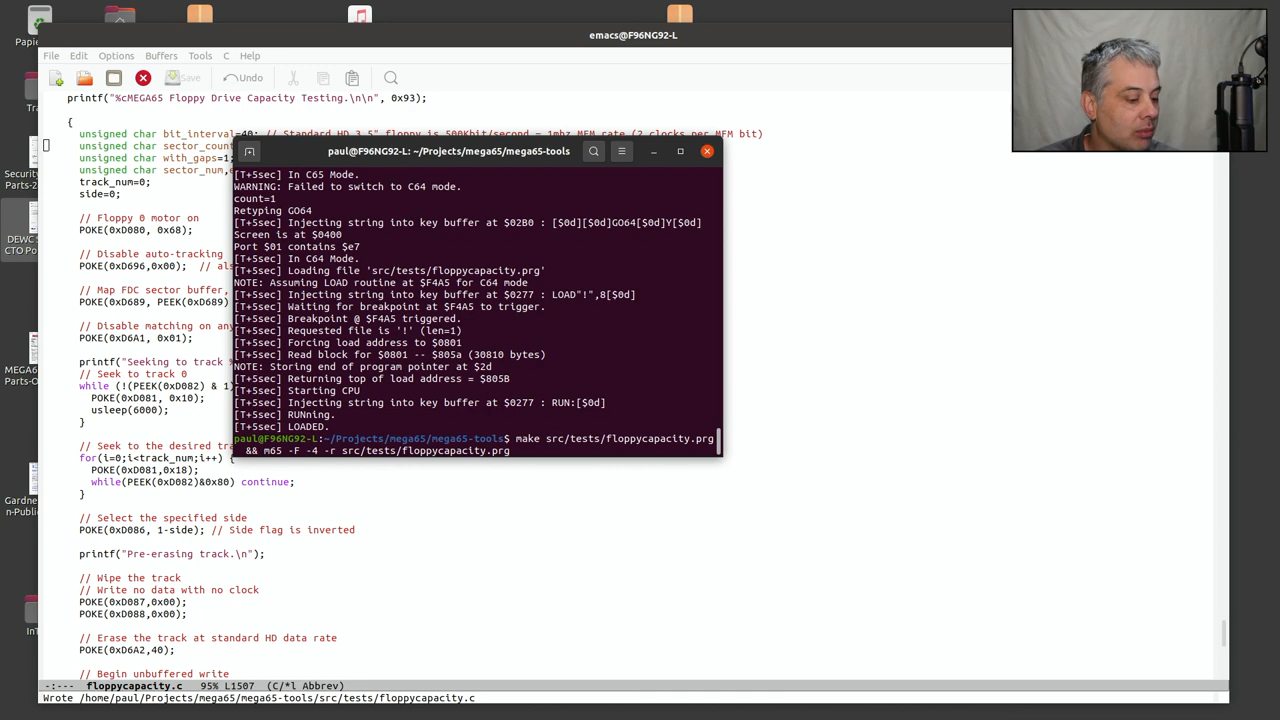 emacs@F96NG92-L
File Edit Options Buffers Tools C Help
Save Undo
printf("%cMEGA65 Floppy Drive Capacity Testing.\n\n", 0x93);
{
unsigned char bit_interval=40; // Standard HD 3.5" floppy is 500Kbit/second = 1mhz MFM rate (2 clocks per MFM bit)
unsigned char sector_count
unsigned char with_gaps=1;
unsigned char sector_num,
track_num=0;
side=0;
// Floppy 0 motor on
POKE(0xD080, 0x68);
// Disable auto-tracking
POKE(0xD696,0x00); // als
// Map FDC sector buffer,
POKE(0xD689, PEEK(0xD689)
// Disable matching on any
POKE(0xD6A1, 0x01);
printf("Seeking to track %
// Seek to track 0
while (!(PEEK(0xD082) & 1)
POKE(0xD081, 0x10);
usleep(6000);
}
// Seek to the desired tra
for(i=0;i<track_num;i++) {
POKE(0xD081,0x18);
while(PEEK(0xD082)&0x80) continue;
}
// Select the specified side
POKE(0xD086, 1-side); // Side flag is inverted
printf("Pre-erasing track.\n");
// Wipe the track
// Write no data with no clock
POKE(0xD087,0x00);
POKE(0xD088,0x00);
// Erase the track at standard HD data rate
POKE(0xD6A2,40);
// Begin unbuffered write
-:--- floppycapacity.c 95% L1507 (C/*l Abbrev)
Wrote /home/paul/Projects/mega65/mega65-tools/src/tests/floppycapacity.c
paul@F96NG92-L: ~/Projects/mega65/mega65-tools
[T+5sec] In C65 Mode.
WARNING: Failed to switch to C64 mode.
count=1
Retyping GO64
[T+5sec] Injecting string into key buffer at $02B0 : [$0d][$0d]GO64[$0d]Y[$0d]
Screen is at $0400
Port $01 contains $e7
[T+5sec] In C64 Mode.
[T+5sec] Loading file 'src/tests/floppycapacity.prg'
NOTE: Assuming LOAD routine at $F4A5 for C64 mode
[T+5sec] Injecting string into key buffer at $0277 : LOAD"!",8[$0d]
[T+5sec] Waiting for breakpoint at $F4A5 to trigger.
[T+5sec] Breakpoint @ $F4A5 triggered.
[T+5sec] Requested file is '!' (len=1)
[T+5sec] Forcing load address to $0801
[T+5sec] Read block for $0801 -- $805a (30810 bytes)
NOTE: Storing end of program pointer at $2d
[T+5sec] Returning top of load address = $805B
[T+5sec] Starting CPU
[T+5sec] Injecting string into key buffer at $0277 : RUN:[$0d]
[T+5sec] RUNning.
[T+5sec] LOADED.
paul@F96NG92-L:~/Projects/mega65/mega65-tools$ make src/tests/floppycapacity.prg
&& m65 -F -4 -r src/tests/floppycapacity.prg
Papie
Tra
Security
Parts-2
DEWC S
CTO Po
MEGA6
Parts-O
Gardne
n-Public
InT